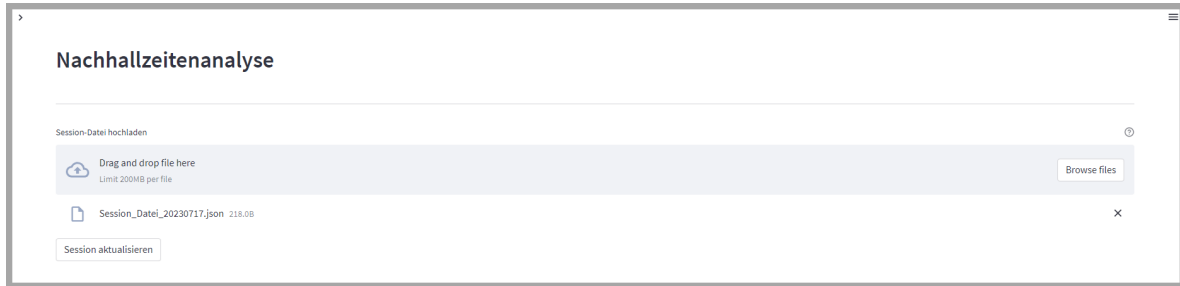 Nachhallzeitenanalyse
Session-Datei hochladen
Drag and drop file here
Limit 200MB per file
Browse files
Session_Datei_20230717.json 218.0B
Session aktualisieren